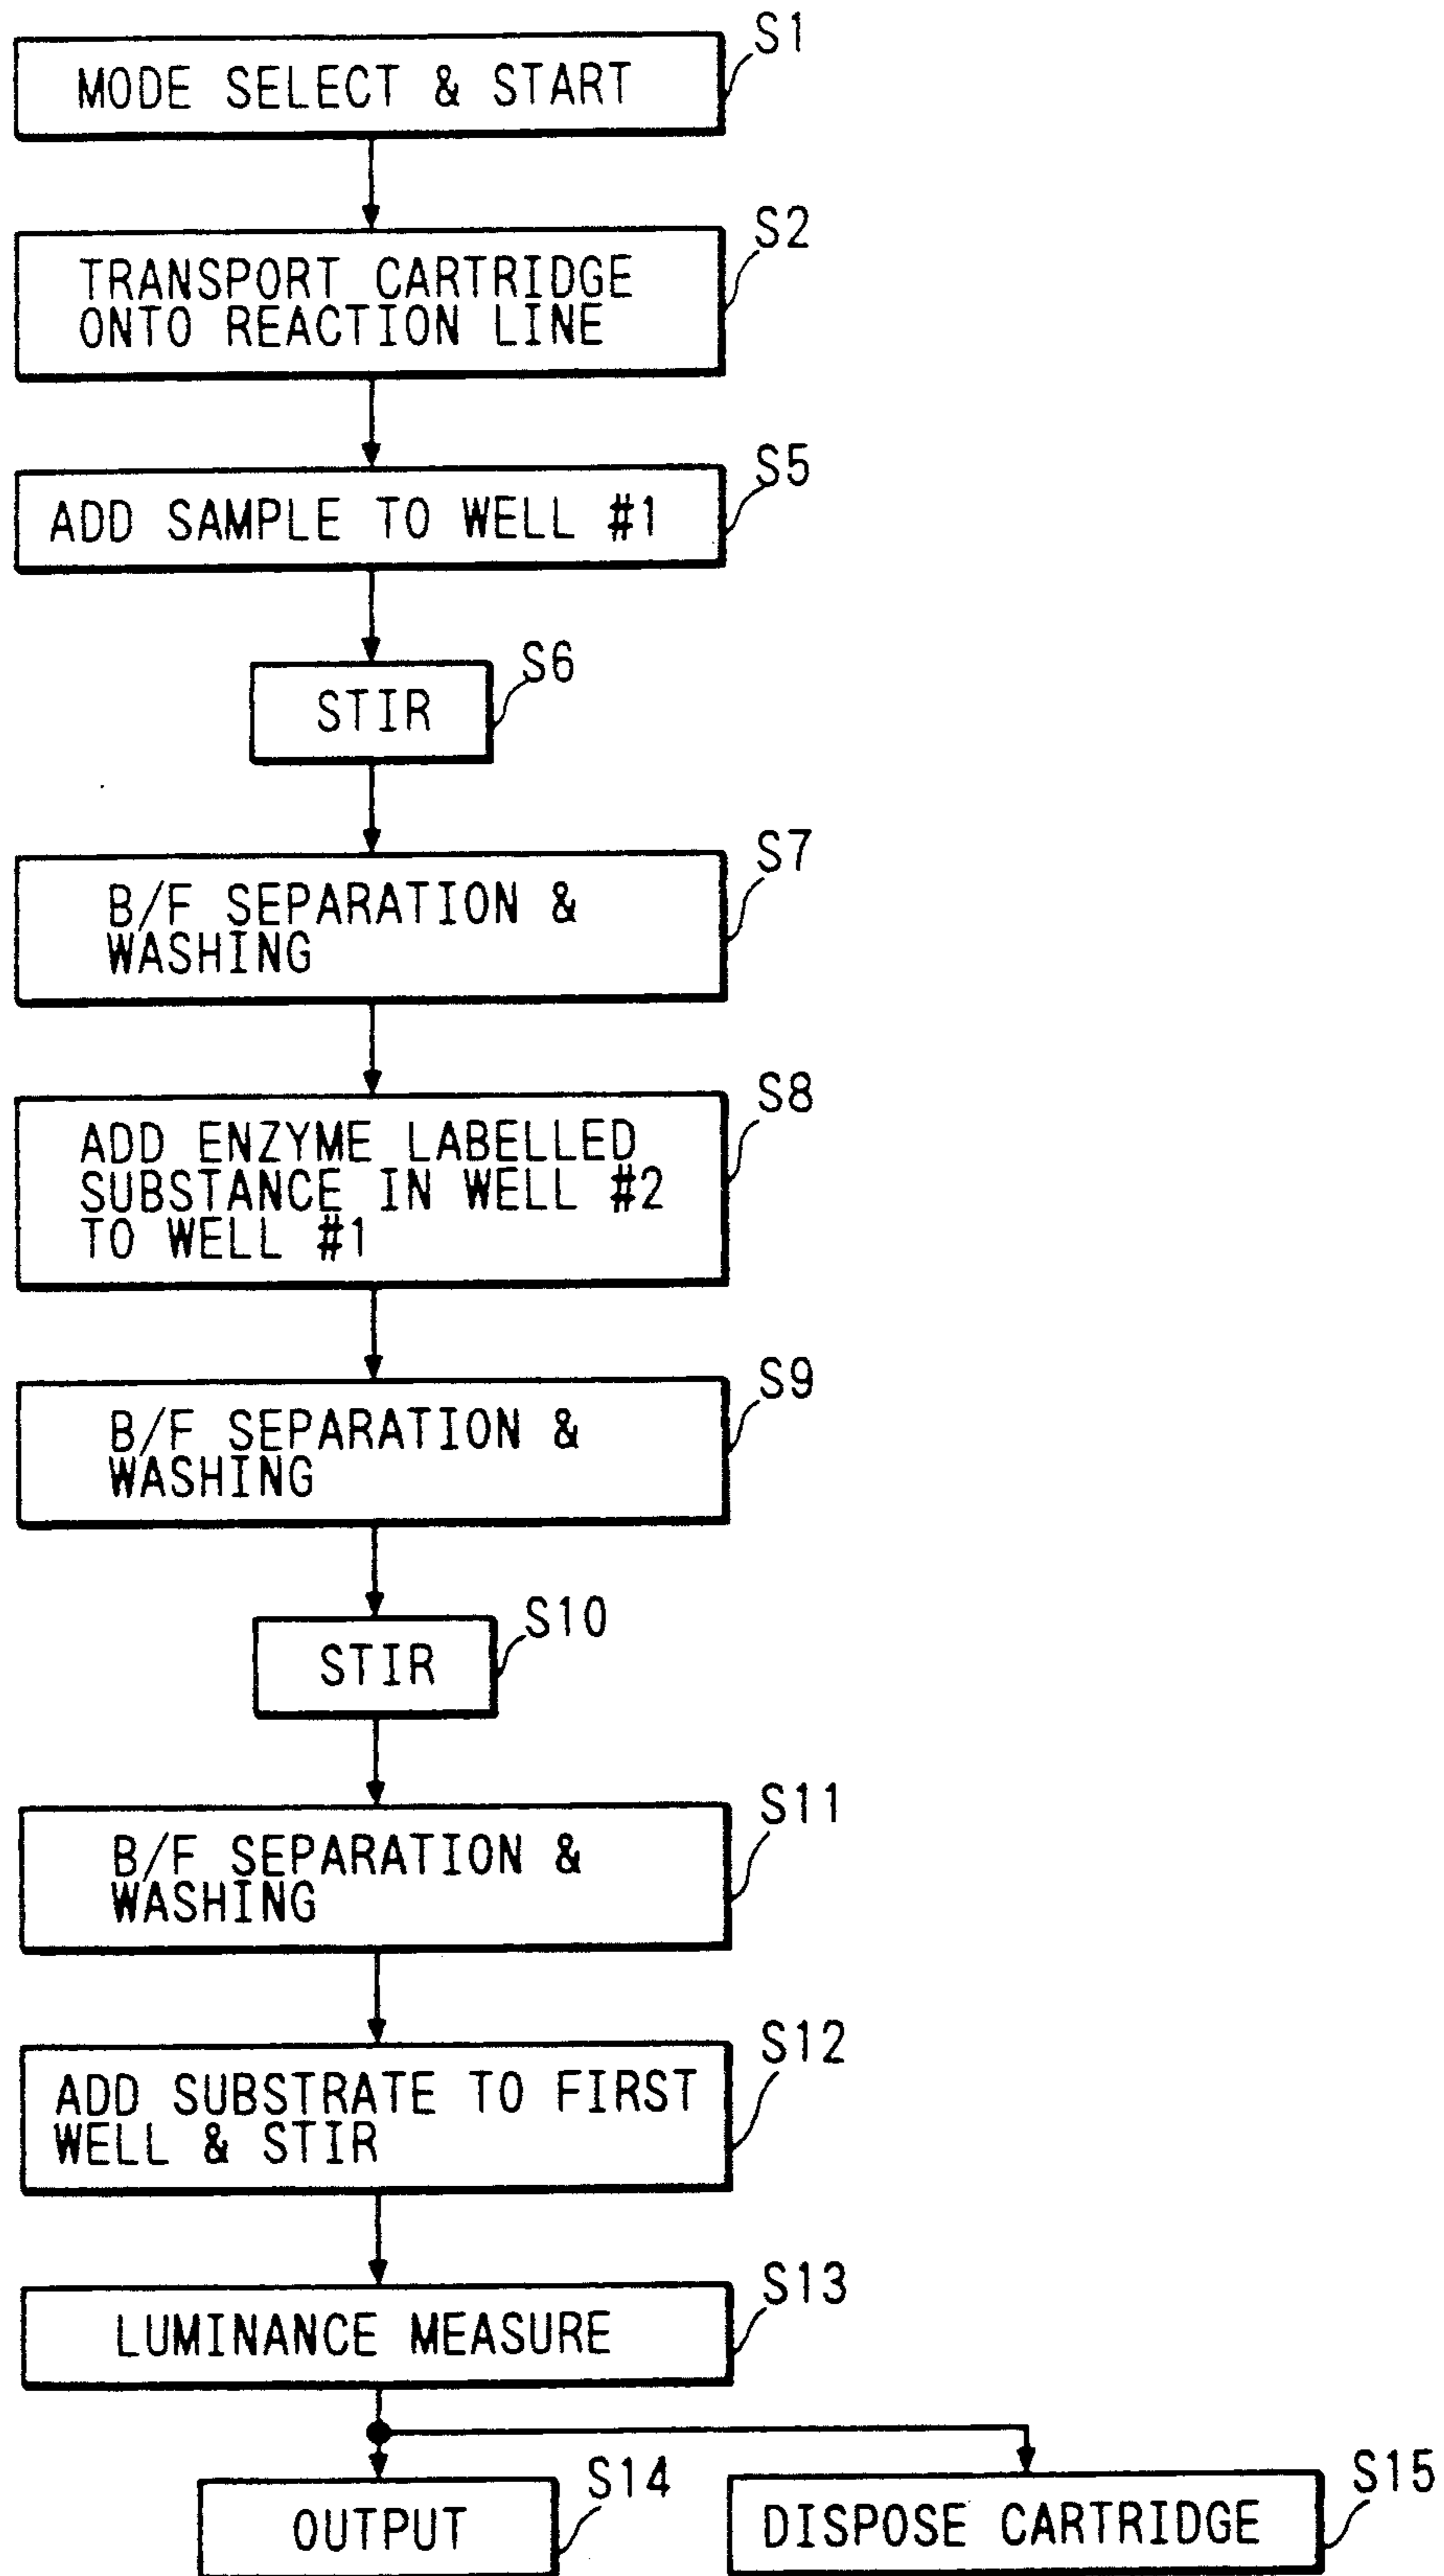 S1
MODE SELECT & START
S2
TRANSPORT CARTRIDGE
ONTO REACTION LINE
S5
ADD SAMPLE TO WELL #1
S6
STIR
S7
B/F SEPARATION &
WASHING
S8
ADD ENZYME LABELLED
SUBSTANCE IN WELL #2
TO WELL #1
S9
B/F SEPARATION &
WASHING
S10
STIR
S11
B/F SEPARATION &
WASHING
S12
ADD SUBSTRATE TO FIRST
WELL & STIR
S13
LUMINANCE MEASURE
S14
OUTPUT
S15
DISPOSE CARTRIDGE